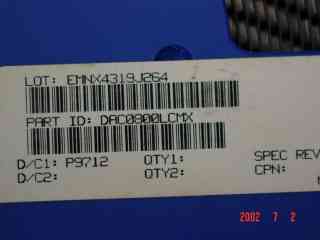 LOT: EMNX4319J264
PART ID: DAC0800LCMX
D/C1: P9712 QTY1: SPEC REV
D/C2: QTY2: CPN:
2002 7 2